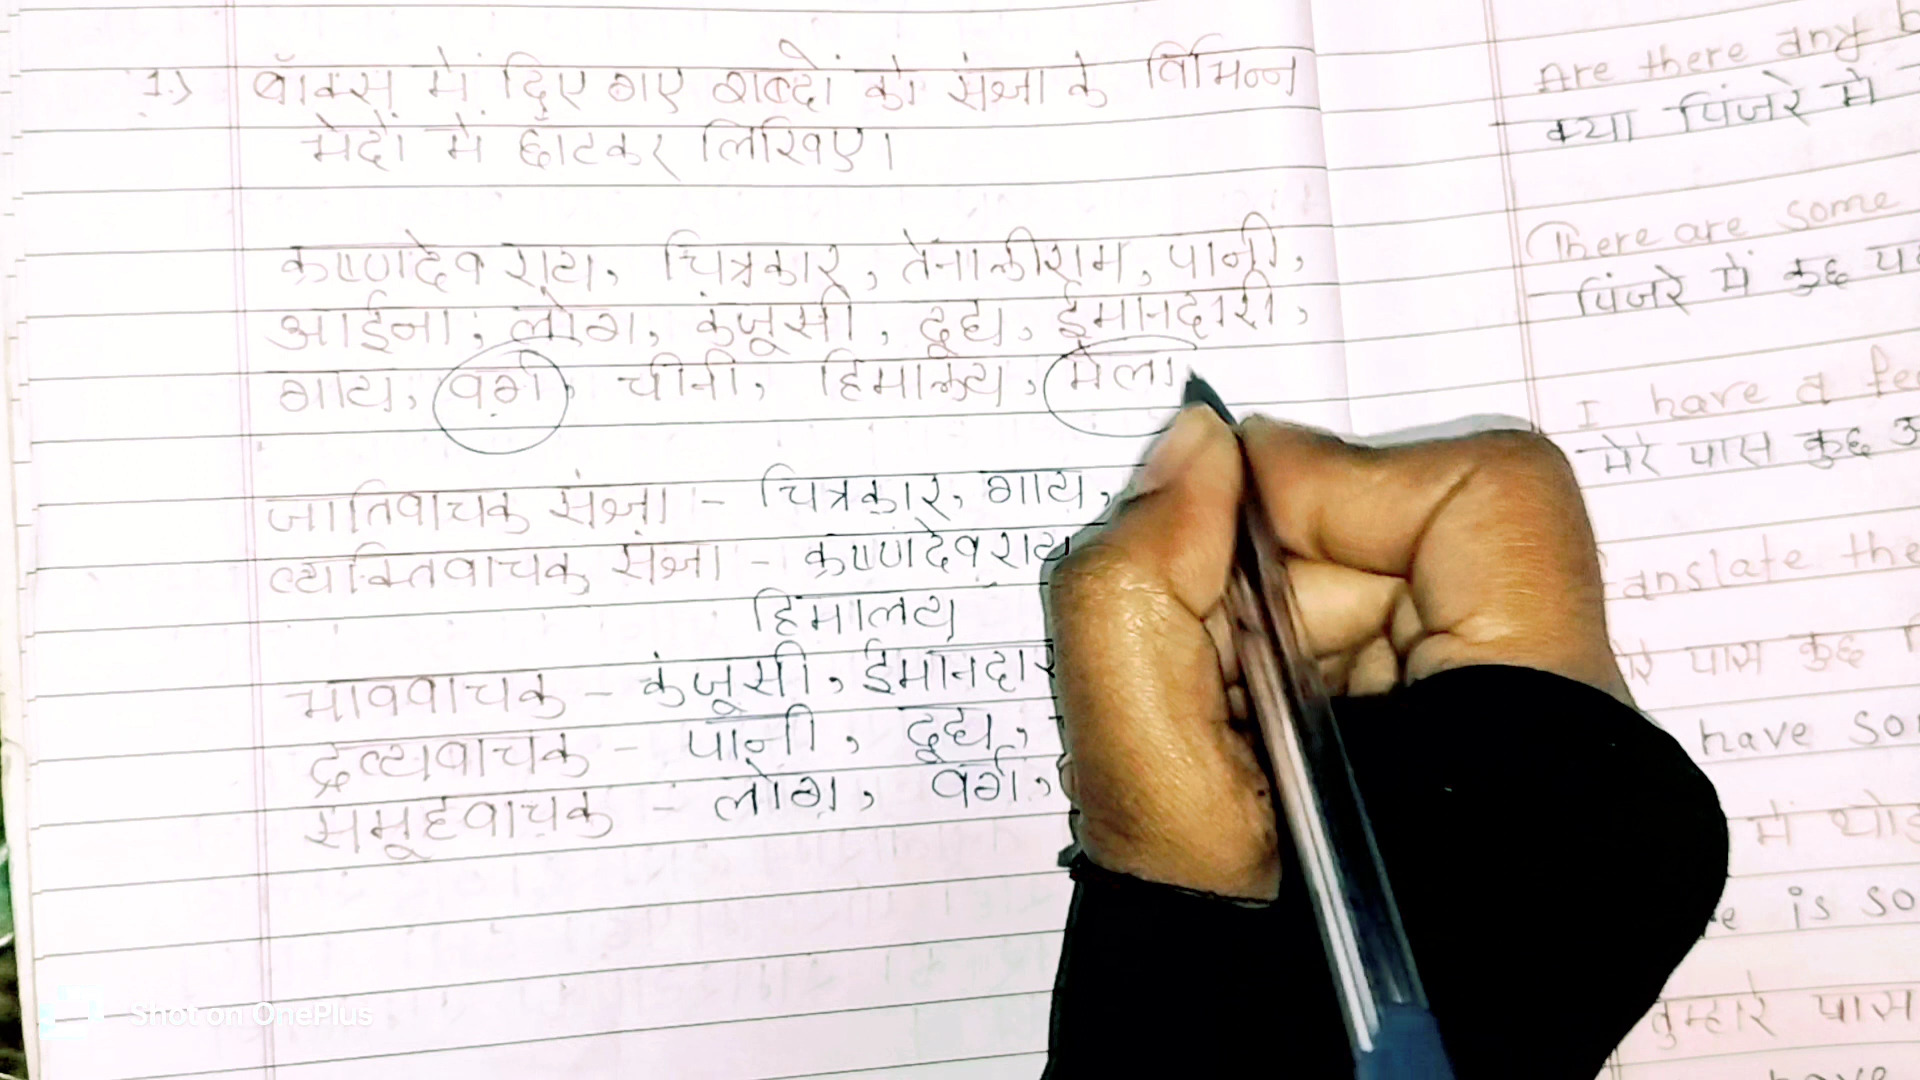 1.) बॉक्स में दिए गए शब्दों को संज्ञा के विभिन्न
भेदों में छाँटकर लिखिए।
कृष्णदेव राय, चित्रकार, तेनालीराम, पानी,
आईना, लोग, कंजूसी, दूध, ईमानदारी,
गाय, वर्ग, चीनी, हिमालय, मेला
जातिवाचक संज्ञा - चित्रकार, गाय,
व्यक्तिवाचक संज्ञा - कृष्णदेव राय
हिमालय
भाववाचक - कंजूसी, ईमानदार
द्रव्यवाचक - पानी, दूध,
समूहवाचक - लोग, वर्ग,
Are there any
क्या पिंजरे में
There are some
पिंजरे में कुछ
I have a
मेरे पास कुछ
anslate the
पास कुछ
have so
में थोड़
is so
तुम्हारे पास
have
Shot on OnePlus